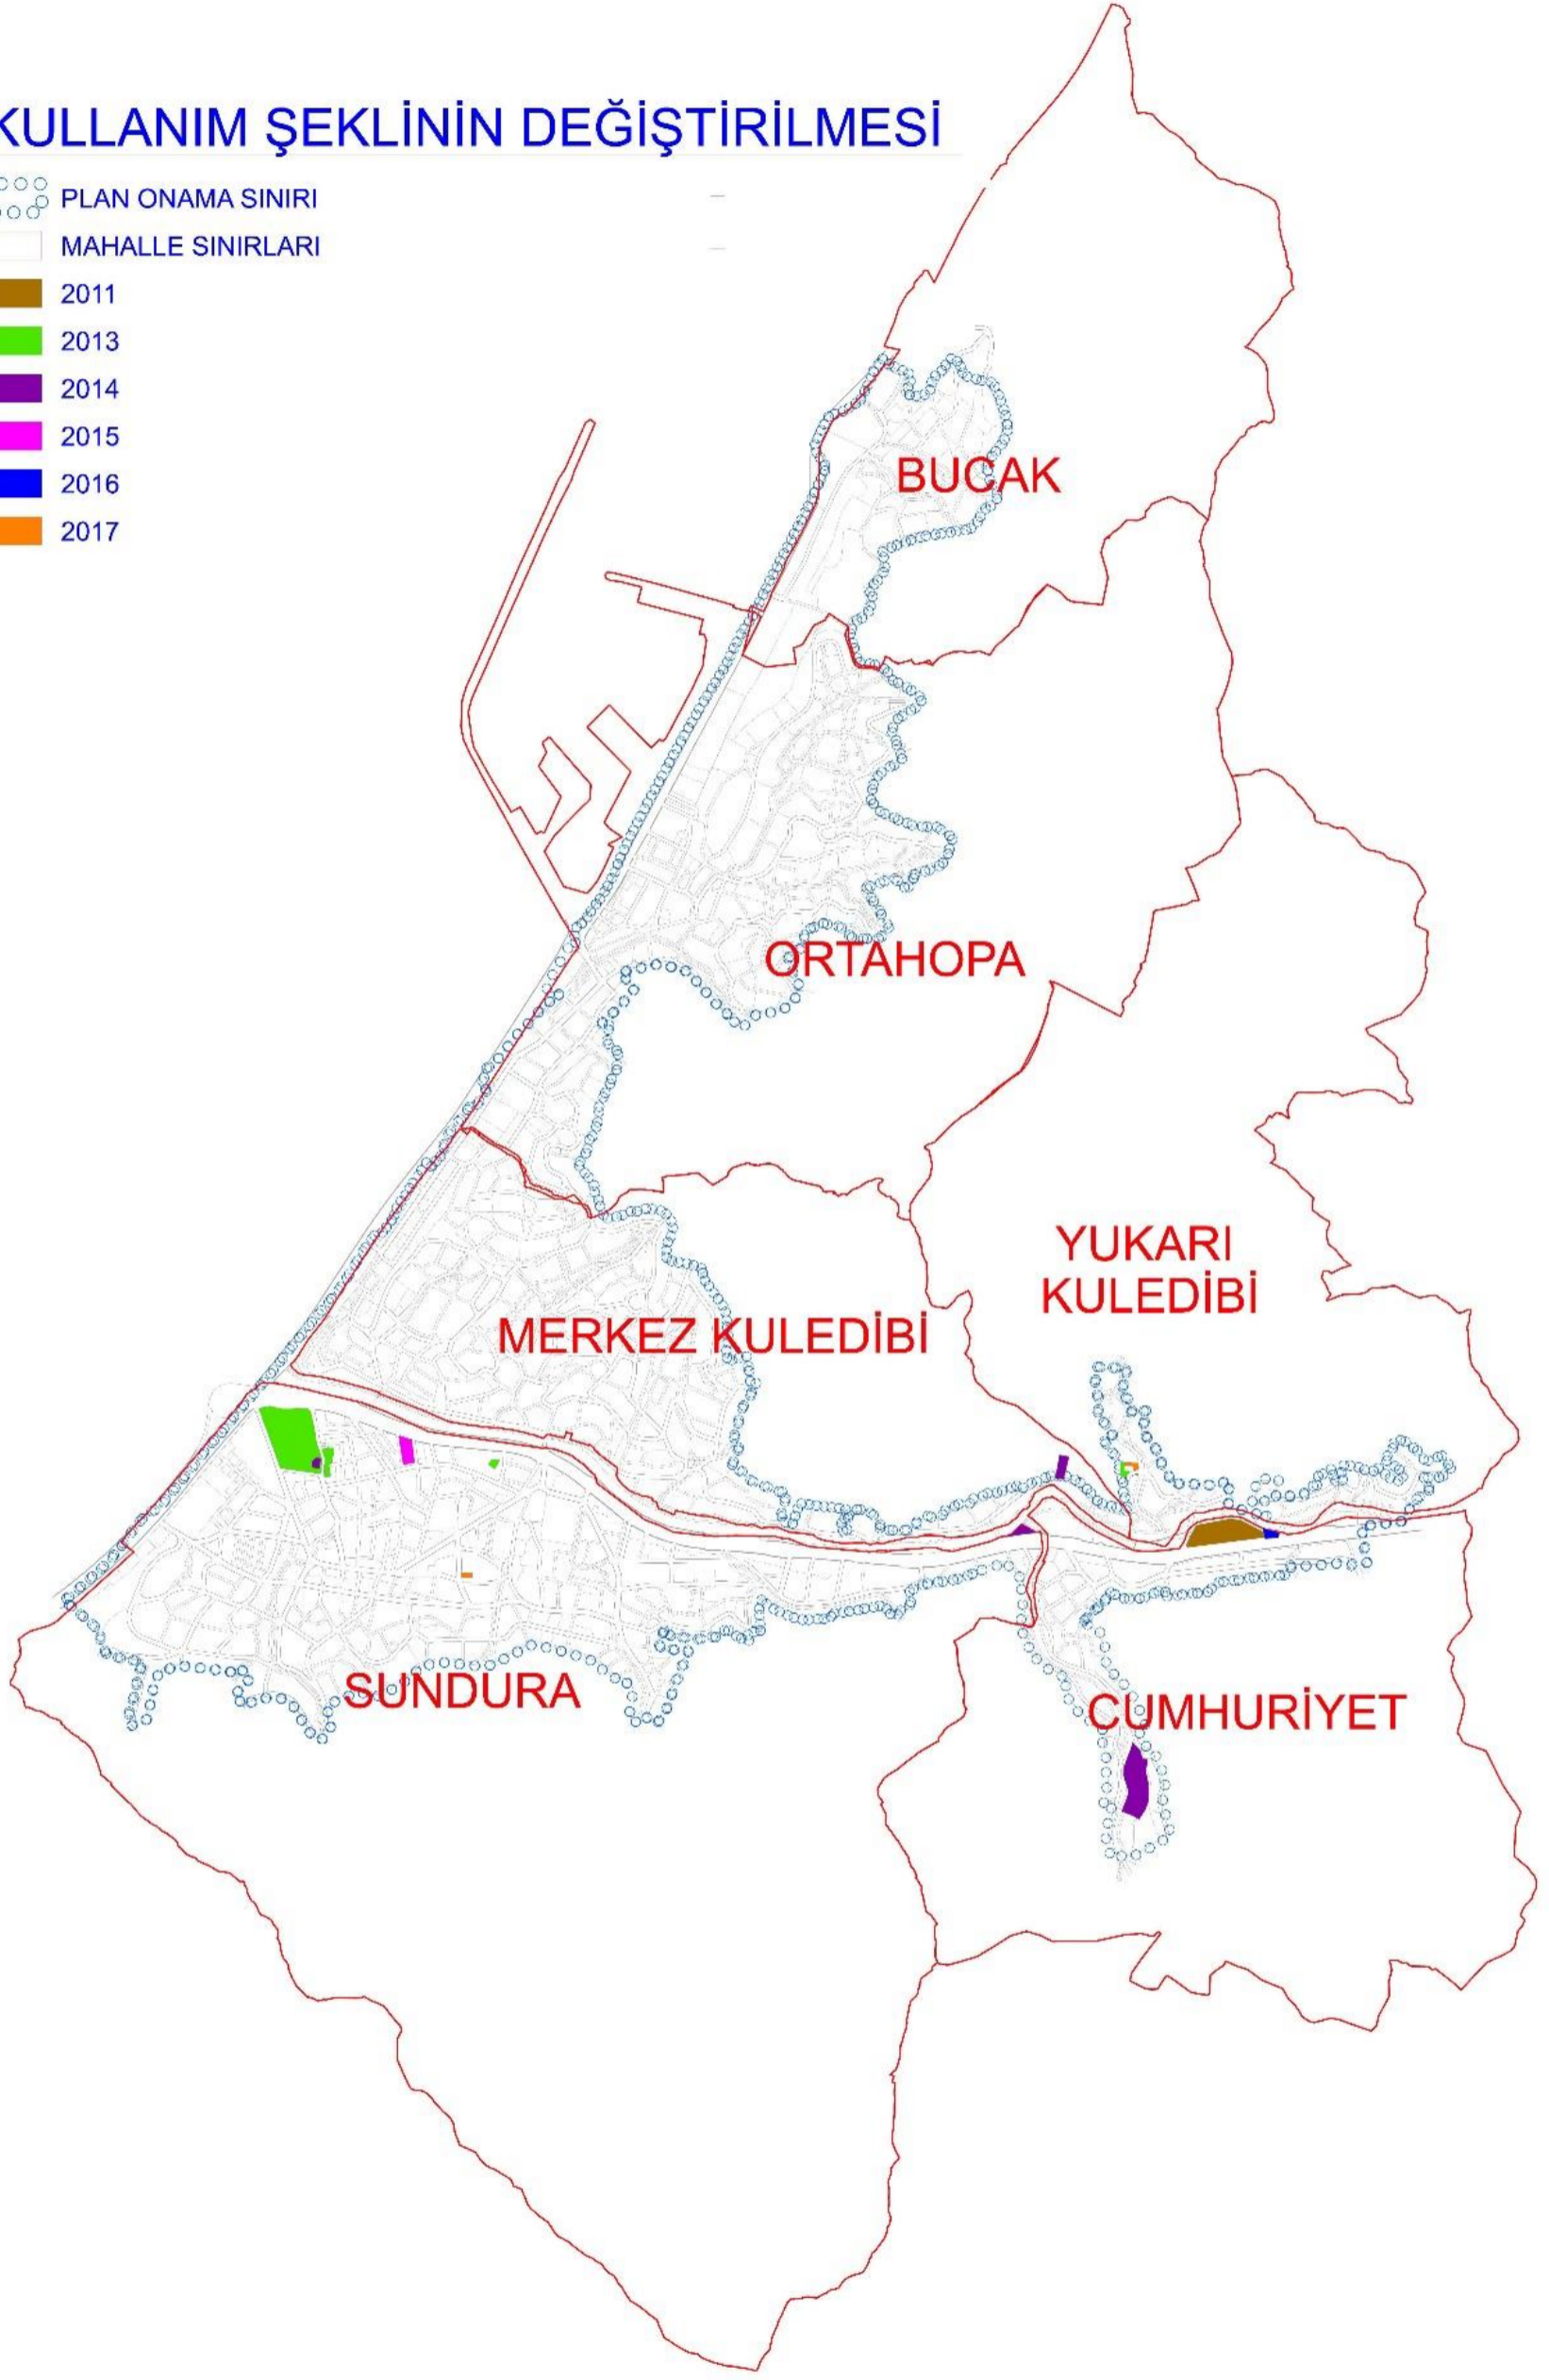 KULLANIM ŞEKLİNİN DEĞİŞTİRİLMESİ
PLAN ONAMA SINIRI
MAHALLE SINIRLARI
2011
2013
2014
2015
2016
2017
BUCAK
ORTAHOPA
YUKARI
KULEDİBİ
MERKEZ KULEDİBİ
SUNDURA
CUMHURİYET